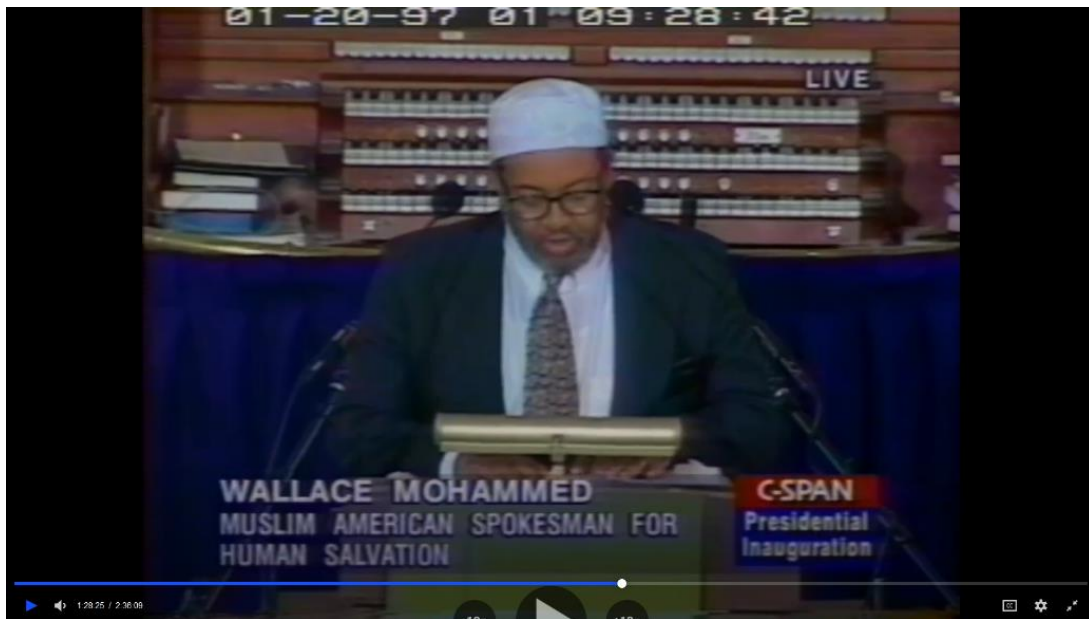 01-20-97 01 09:28:42
LIVE
WALLACE MOHAMMED
MUSLIM AMERICAN SPOKESMAN FOR
HUMAN SALVATION
C-SPAN
Presidential
Inauguration
1:28:25 / 2:36:09
CC